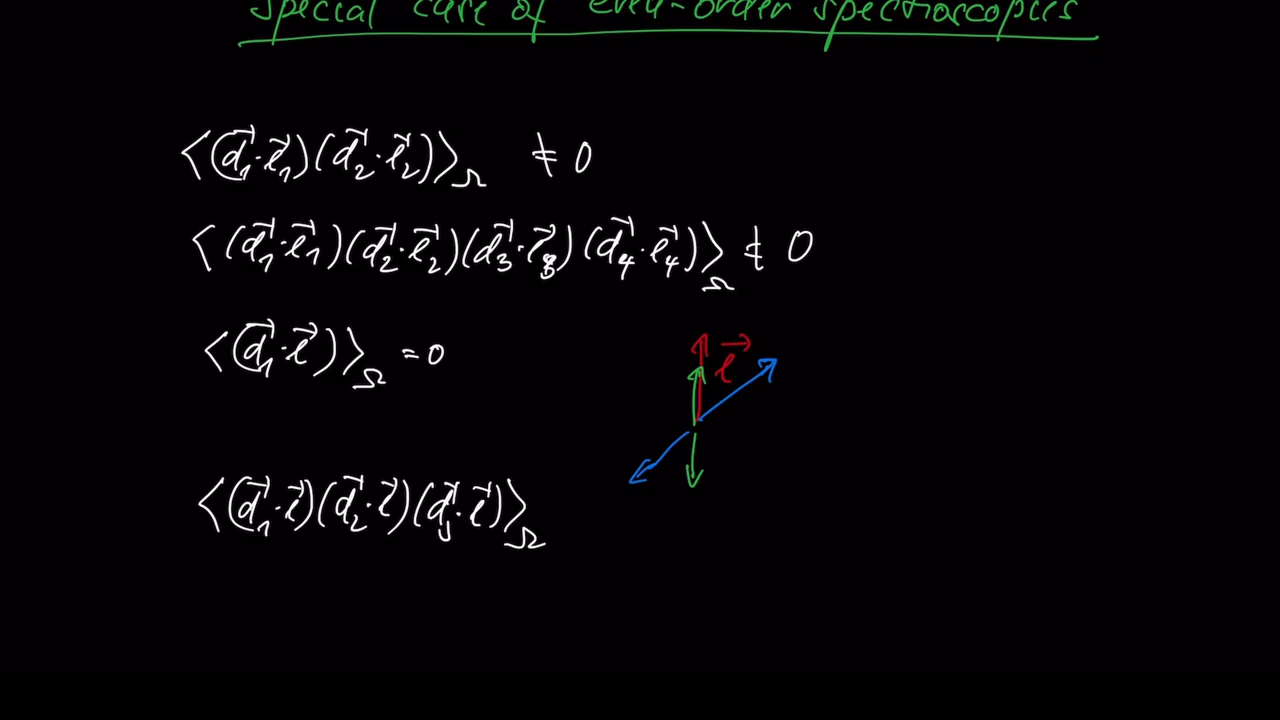 Special case of even-order spectroscopies
⟨(d⃗₁·e⃗₁)(d⃗₂·e⃗₂)⟩_Ω ≠ 0
⟨(d⃗₁·e⃗₁)(d⃗₂·e⃗₂)(d⃗₃·e⃗₃)(d⃗₄·e⃗₄)⟩_Ω ≠ 0
⟨(d⃗₁·e⃗)⟩_Ω = 0
e⃗
⟨(d⃗₁·e⃗)(d⃗₂·e⃗)(d⃗₃·e⃗)⟩_Ω